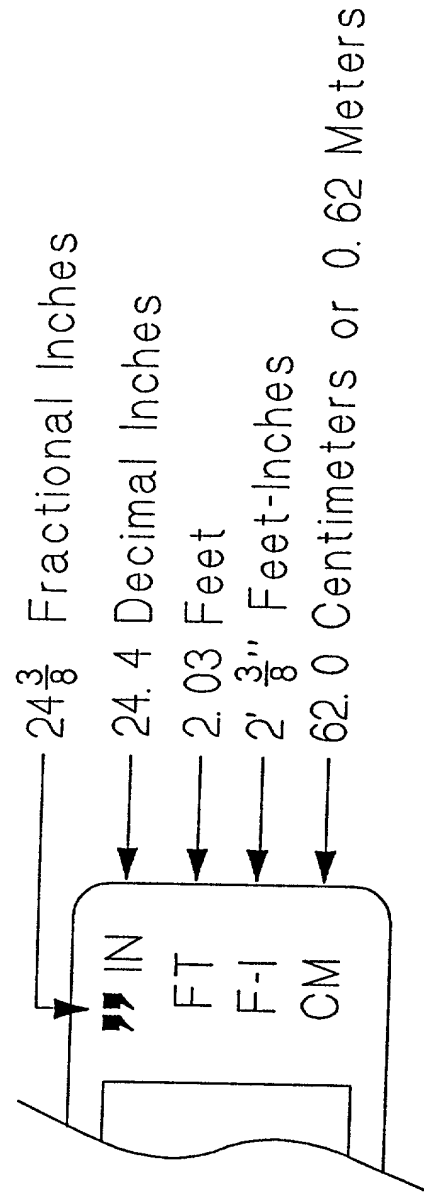 24 3/8 Fractional Inches
24.4 Decimal Inches
2.03 Feet
2' 3/8" Feet-Inches
62.0 Centimeters or 0.62 Meters
" IN
FT
F-I
CM